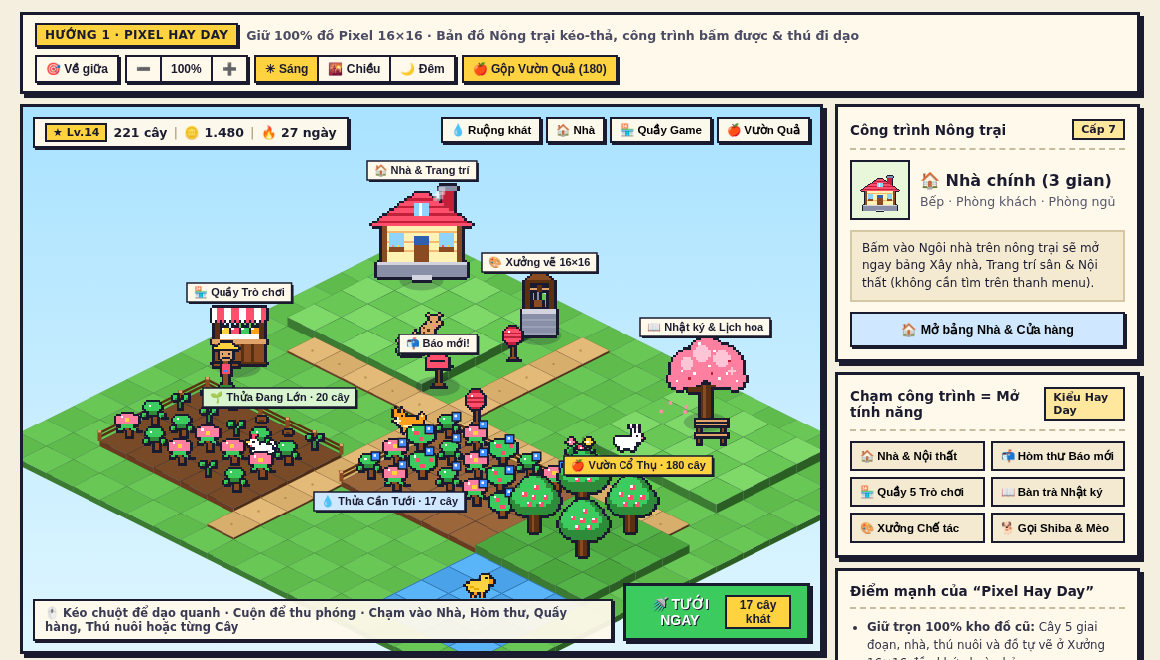 HƯỚNG 1 · PIXEL HAY DAY
Giữ 100% đồ Pixel 16×16 · Bản đồ Nông trại kéo-thả, công trình bấm được & thú đi dạo
🎯 Về giữa
➖ 100% ➕
☀ Sáng 🌇 Chiều 🌙 Đêm
🍎 Gộp Vườn Quả (180)
★ Lv.14 221 cây | 🪙 1.480 | 🔥 27 ngày
💧 Ruộng khát
🏠 Nhà
🏪 Quầy Game
🍎 Vườn Quả
🏠 Nhà & Trang trí
🎨 Xưởng vẽ 16×16
🏪 Quầy Trò chơi
📖 Nhật ký & Lịch hoa
📬 Báo mới!
🌱 Thửa Đang Lớn · 20 cây
🍎 Vườn Cổ Thụ · 180 cây
💧 Thửa Cần Tưới · 17 cây
🖱️ Kéo chuột để dạo quanh · Cuộn để thu phóng · Chạm vào Nhà, Hòm thư, Quầy
hàng, Thú nuôi hoặc từng Cây
🚿 TƯỚI
NGAY
17 cây
khát
Công trình Nông trại
Cấp 7
🏠 Nhà chính (3 gian)
Bếp · Phòng khách · Phòng ngủ
Bấm vào Ngôi nhà trên nông trại sẽ mở
ngay bảng Xây nhà, Trang trí sân & Nội
thất (không cần tìm trên thanh menu).
🏠 Mở bảng Nhà & Cửa hàng
Chạm công trình = Mở
tính năng
Kiểu Hay
Day
🏠 Nhà & Nội thất
📬 Hòm thư Báo mới
🏪 Quầy 5 Trò chơi
📖 Bàn trà Nhật ký
🎨 Xưởng Chế tác
🐕 Gọi Shiba & Mèo
Điểm mạnh của “Pixel Hay Day”
• Giữ trọn 100% kho đồ cũ: Cây 5 giai
đoạn, nhà, thú nuôi và đồ tự vẽ ở Xưởng